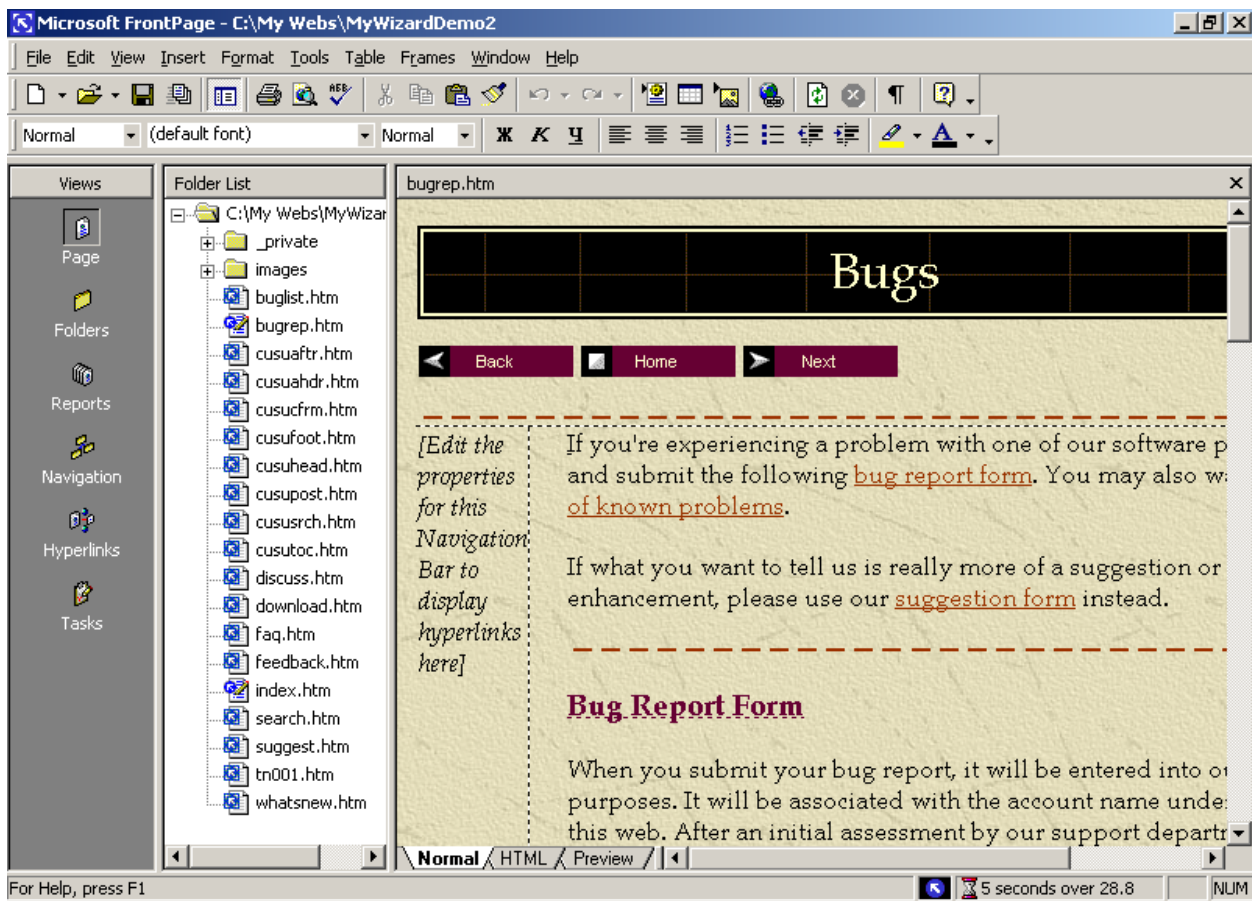 Microsoft FrontPage - C:\My Webs\MyWizardDemo2
File Edit View Insert Format Tools Table Frames Window Help
Normal (default font) Normal Ж К Ч A
Views
Page
Folders
Reports
Navigation
Hyperlinks
Tasks
Folder List
C:\My Webs\MyWizar
_private
images
buglist.htm
bugrep.htm
cusuaftr.htm
cusuahdr.htm
cusucfrm.htm
cusufoot.htm
cusuhead.htm
cusupost.htm
cususrch.htm
cusutoc.htm
discuss.htm
download.htm
faq.htm
feedback.htm
index.htm
search.htm
suggest.htm
tn001.htm
whatsnew.htm
bugrep.htm
Bugs
Back Home Next
[Edit the
properties
for this
Navigation
Bar to
display
hyperlinks
here]
If you're experiencing a problem with one of our software p
and submit the following bug report form. You may also wa
of known problems.
If what you want to tell us is really more of a suggestion or
enhancement, please use our suggestion form instead.
Bug Report Form
When you submit your bug report, it will be entered into ou
purposes. It will be associated with the account name unde
this web. After an initial assessment by our support departm
Normal HTML Preview
For Help, press F1
5 seconds over 28.8 NUM